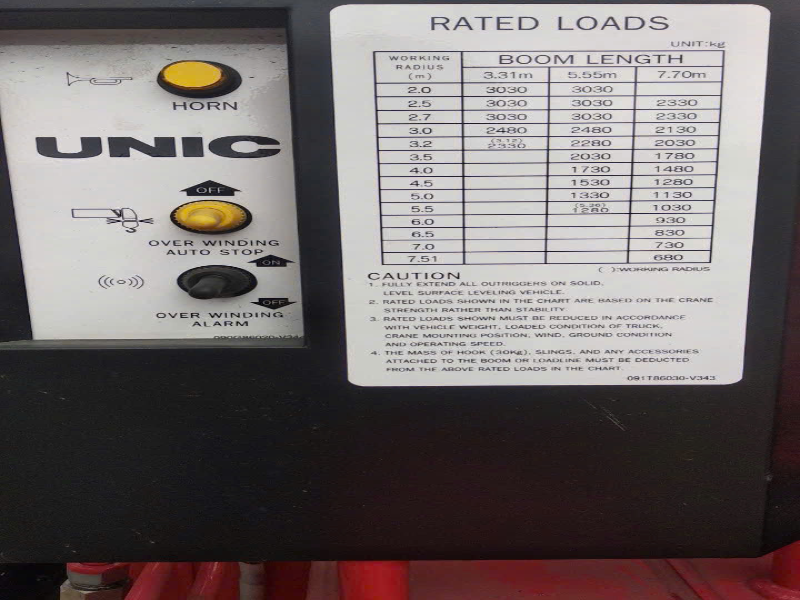 HORN
UNIC
OFF
OVER WINDING
AUTO STOP
ON
OFF
OVER WINDING
ALARM
RATED LOADS
UNIT:kg
WORKING RADIUS (m) BOOM LENGTH
3.31m 5.55m 7.70m
2.0 3030 3030
2.5 3030 3030 2330
2.7 3030 3030 2330
3.0 2480 2480 2130
3.2 (3.12) 2330 2280 2030
3.5 2030 1780
4.0 1730 1480
4.5 1530 1280
5.0 1330 1130
5.5 1280 1030
6.0 930
6.5 830
7.0 730
7.51 680
( ):WORKING RADIUS
CAUTION
1. FULLY EXTEND ALL OUTRIGGERS ON SOLID,
LEVEL SURFACE LEVELING VEHICLE.
2. RATED LOADS SHOWN IN THE CHART ARE BASED ON THE CRANE
STRENGTH RATHER THAN STABILITY.
3. RATED LOADS SHOWN MUST BE REDUCED IN ACCORDANCE
WITH VEHICLE WEIGHT, LOADED CONDITION OF TRUCK,
CRANE MOUNTING POSITION, WIND, GROUND CONDITION
AND OPERATING SPEED.
4. THE MASS OF HOOK (30Kg), SLINGS, AND ANY ACCESSORIES
ATTACHED TO THE BOOM OR LOADLINE MUST BE DEDUCTED
FROM THE ABOVE RATED LOADS IN THE CHART.
091T86030-V343